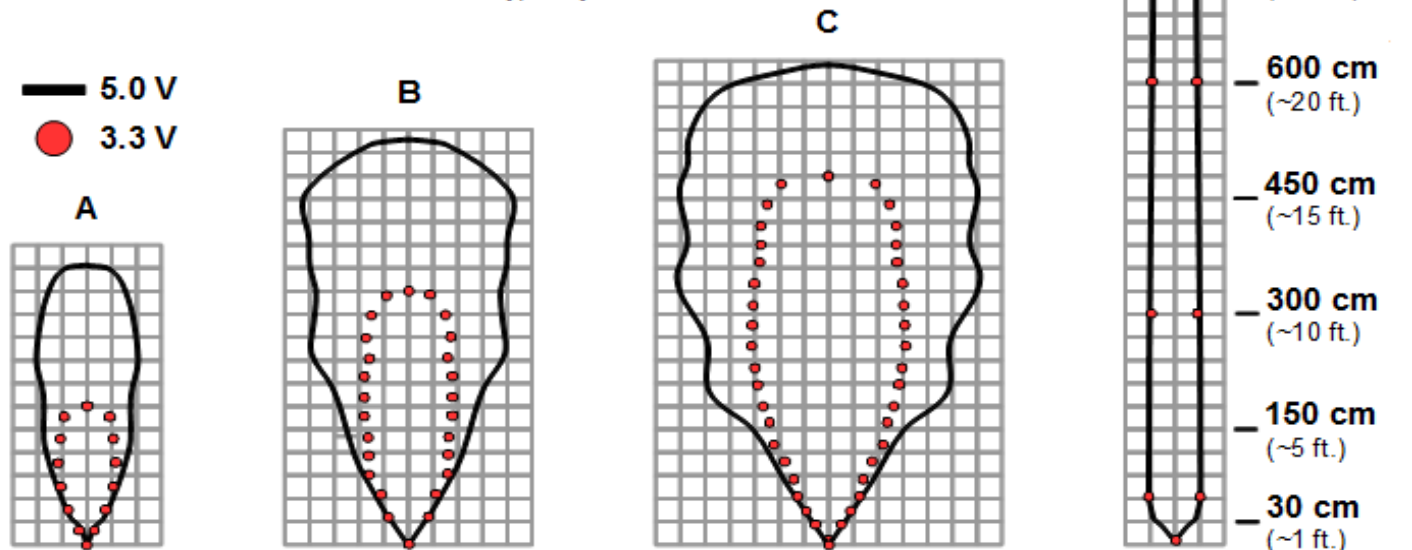 C
5.0 V
3.3 V
B
A
600 cm
(~20 ft.)
450 cm
(~15 ft.)
300 cm
(~10 ft.)
150 cm
(~5 ft.)
30 cm
(~1 ft.)